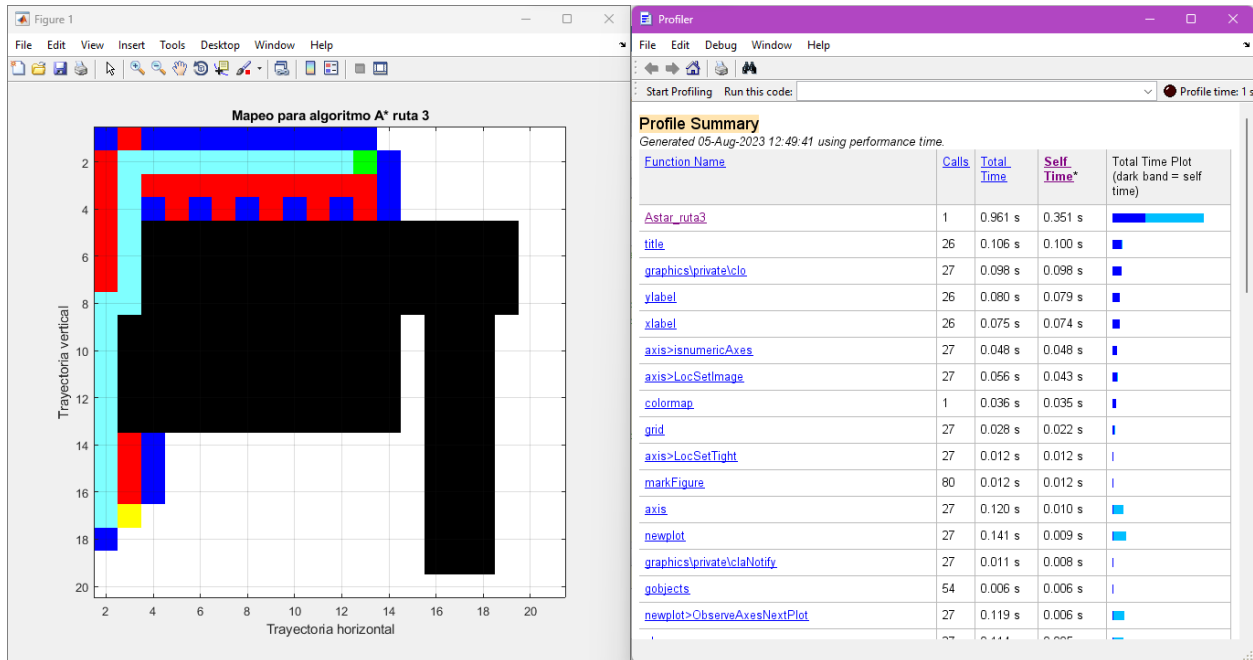 Figure 1
File Edit View Insert Tools Desktop Window Help
Mapeo para algoritmo A* ruta 3
Trayectoria vertical
2
4
6
8
10
12
14
16
18
20
2 4 6 8 10 12 14 16 18 20
Trayectoria horizontal
Profiler
File Edit Debug Window Help
Start Profiling Run this code: Profile time: 1 s
Profile Summary
Generated 05-Aug-2023 12:49:41 using performance time.
Function Name Calls Total Time Self Time* Total Time Plot (dark band = self time)
Astar_ruta3 1 0.961 s 0.351 s
title 26 0.106 s 0.100 s
graphics\private\clo 27 0.098 s 0.098 s
ylabel 26 0.080 s 0.079 s
xlabel 26 0.075 s 0.074 s
axis>isnumericAxes 27 0.048 s 0.048 s
axis>LocSetImage 27 0.056 s 0.043 s
colormap 1 0.036 s 0.035 s
grid 27 0.028 s 0.022 s
axis>LocSetTight 27 0.012 s 0.012 s
markFigure 80 0.012 s 0.012 s
axis 27 0.120 s 0.010 s
newplot 27 0.141 s 0.009 s
graphics\private\claNotify 27 0.011 s 0.008 s
gobjects 54 0.006 s 0.006 s
newplot>ObserveAxesNextPlot 27 0.119 s 0.006 s